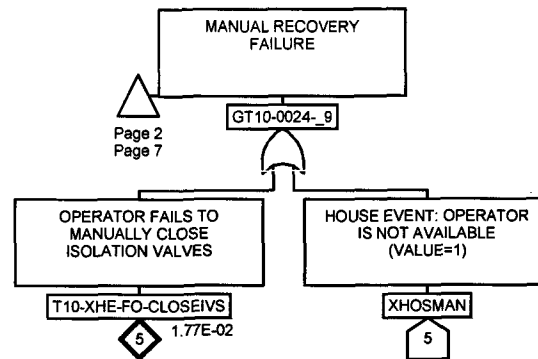 MANUAL RECOVERY
FAILURE
Page 2
Page 7
GT10-0024-_9
OPERATOR FAILS TO
MANUALLY CLOSE
ISOLATION VALVES
HOUSE EVENT: OPERATOR
IS NOT AVAILABLE
(VALUE=1)
T10-XHE-FO-CLOSEIVS
XHOSMAN
5
1.77E-02
5